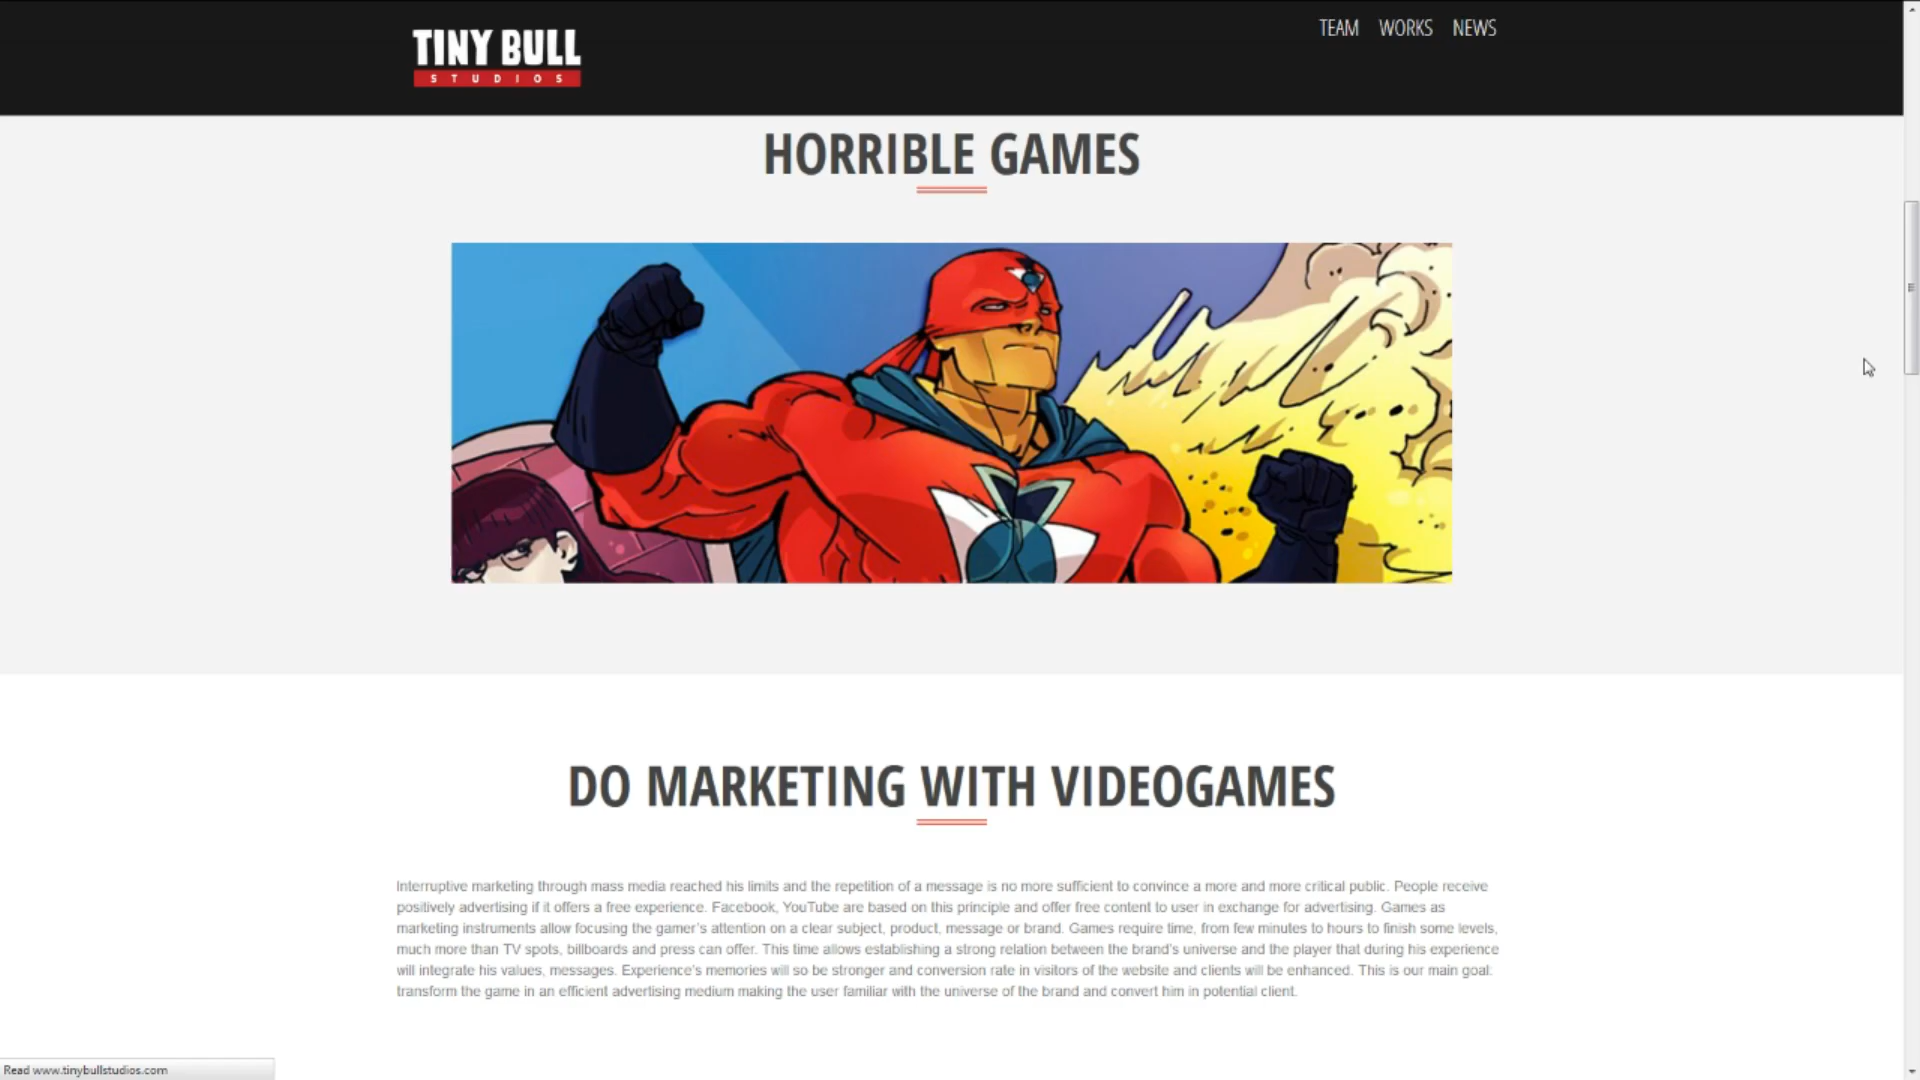 TINY BULL
STUDIOS
TEAM WORKS NEWS
HORRIBLE GAMES
DO MARKETING WITH VIDEOGAMES
Interruptive marketing through mass media reached his limits and the repetition of a message is no more sufficient to convince a more and more critical public. People receive
positively advertising if it offers a free experience. Facebook, YouTube are based on this principle and offer free content to user in exchange for advertising. Games as
marketing instruments allow focusing the gamer's attention on a clear subject, product, message or brand. Games require time, from few minutes to hours to finish some levels,
much more than TV spots, billboards and press can offer. This time allows establishing a strong relation between the brand's universe and the player that during his experience
will integrate his values, messages. Experience's memories will so be stronger and conversion rate in visitors of the website and clients will be enhanced. This is our main goal:
transform the game in an efficient advertising medium making the user familiar with the universe of the brand and convert him in potential client.
Read www.tinybullstudios.com